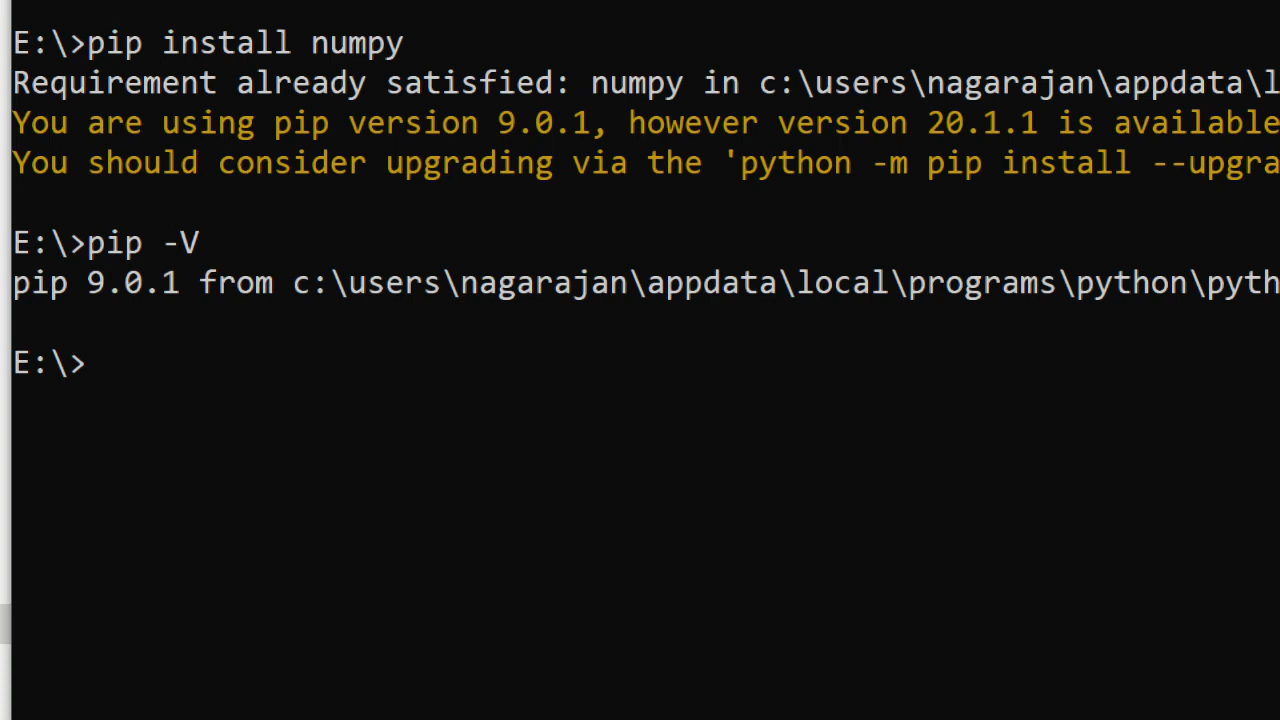 E:\>pip install numpy
Requirement already satisfied: numpy in c:\users\nagarajan\appdata\l
You are using pip version 9.0.1, however version 20.1.1 is available
You should consider upgrading via the 'python -m pip install --upgra
E:\>pip -V
pip 9.0.1 from c:\users\nagarajan\appdata\local\programs\python\pyth
E:\>